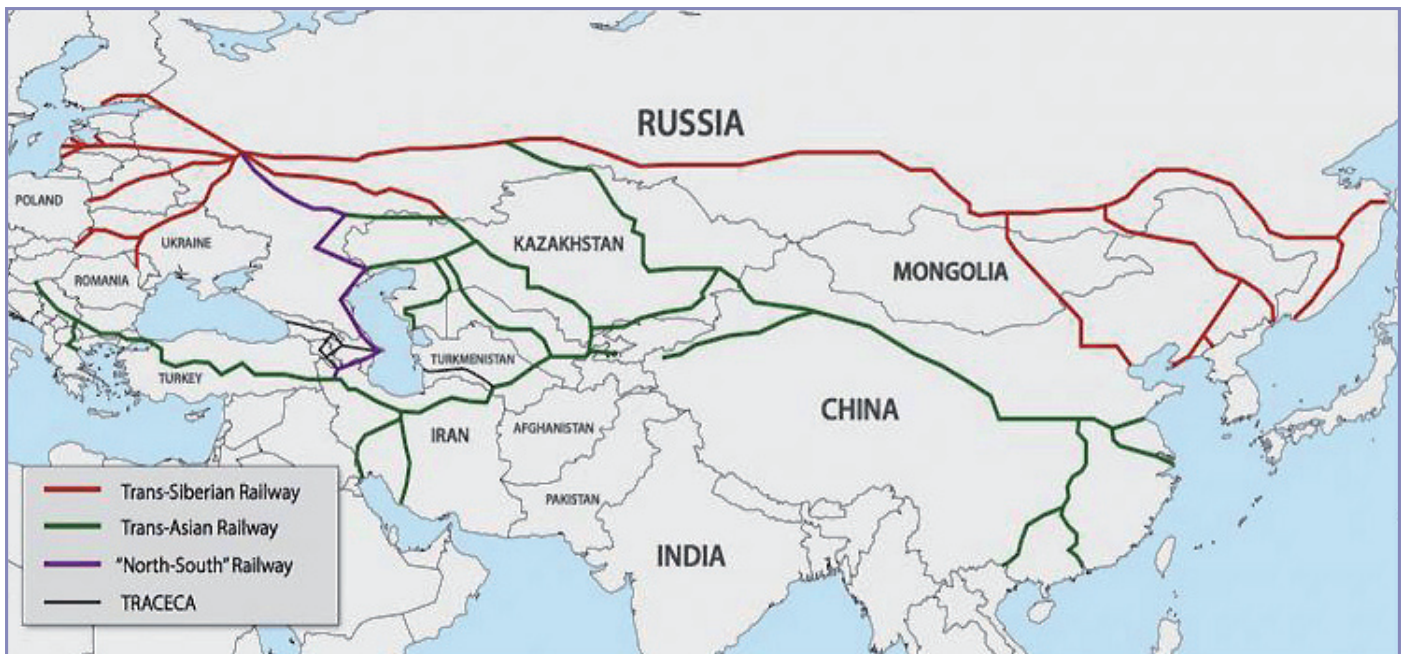 RUSSIA
POLAND
UKRAINE
KAZAKHSTAN
MONGOLIA
ROMANIA
TURKMENISTAN
TURKEY
CHINA
IRAN
AFGHANISTAN
PAKISTAN
INDIA
Trans-Siberian Railway
Trans-Asian Railway
"North-South" Railway
TRACECA